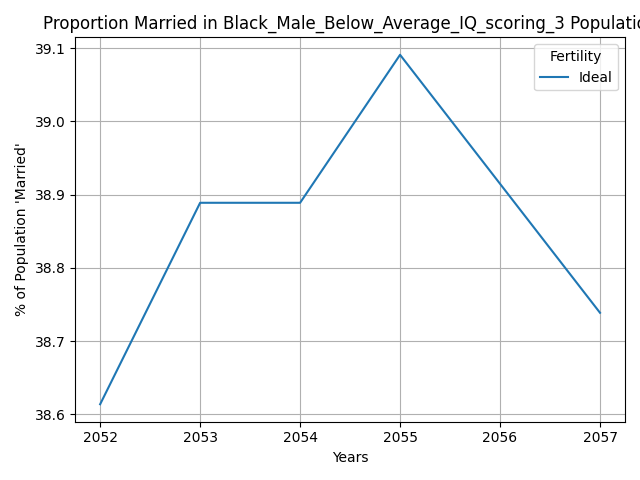 Proportion Married in Black_Male_Below_Average_IQ_scoring_3 Populatio
39.1
39.0
38.9
38.8
38.7
38.6
% of Population 'Married'
Fertility
Ideal
2052 2053 2054 2055 2056 2057
Years